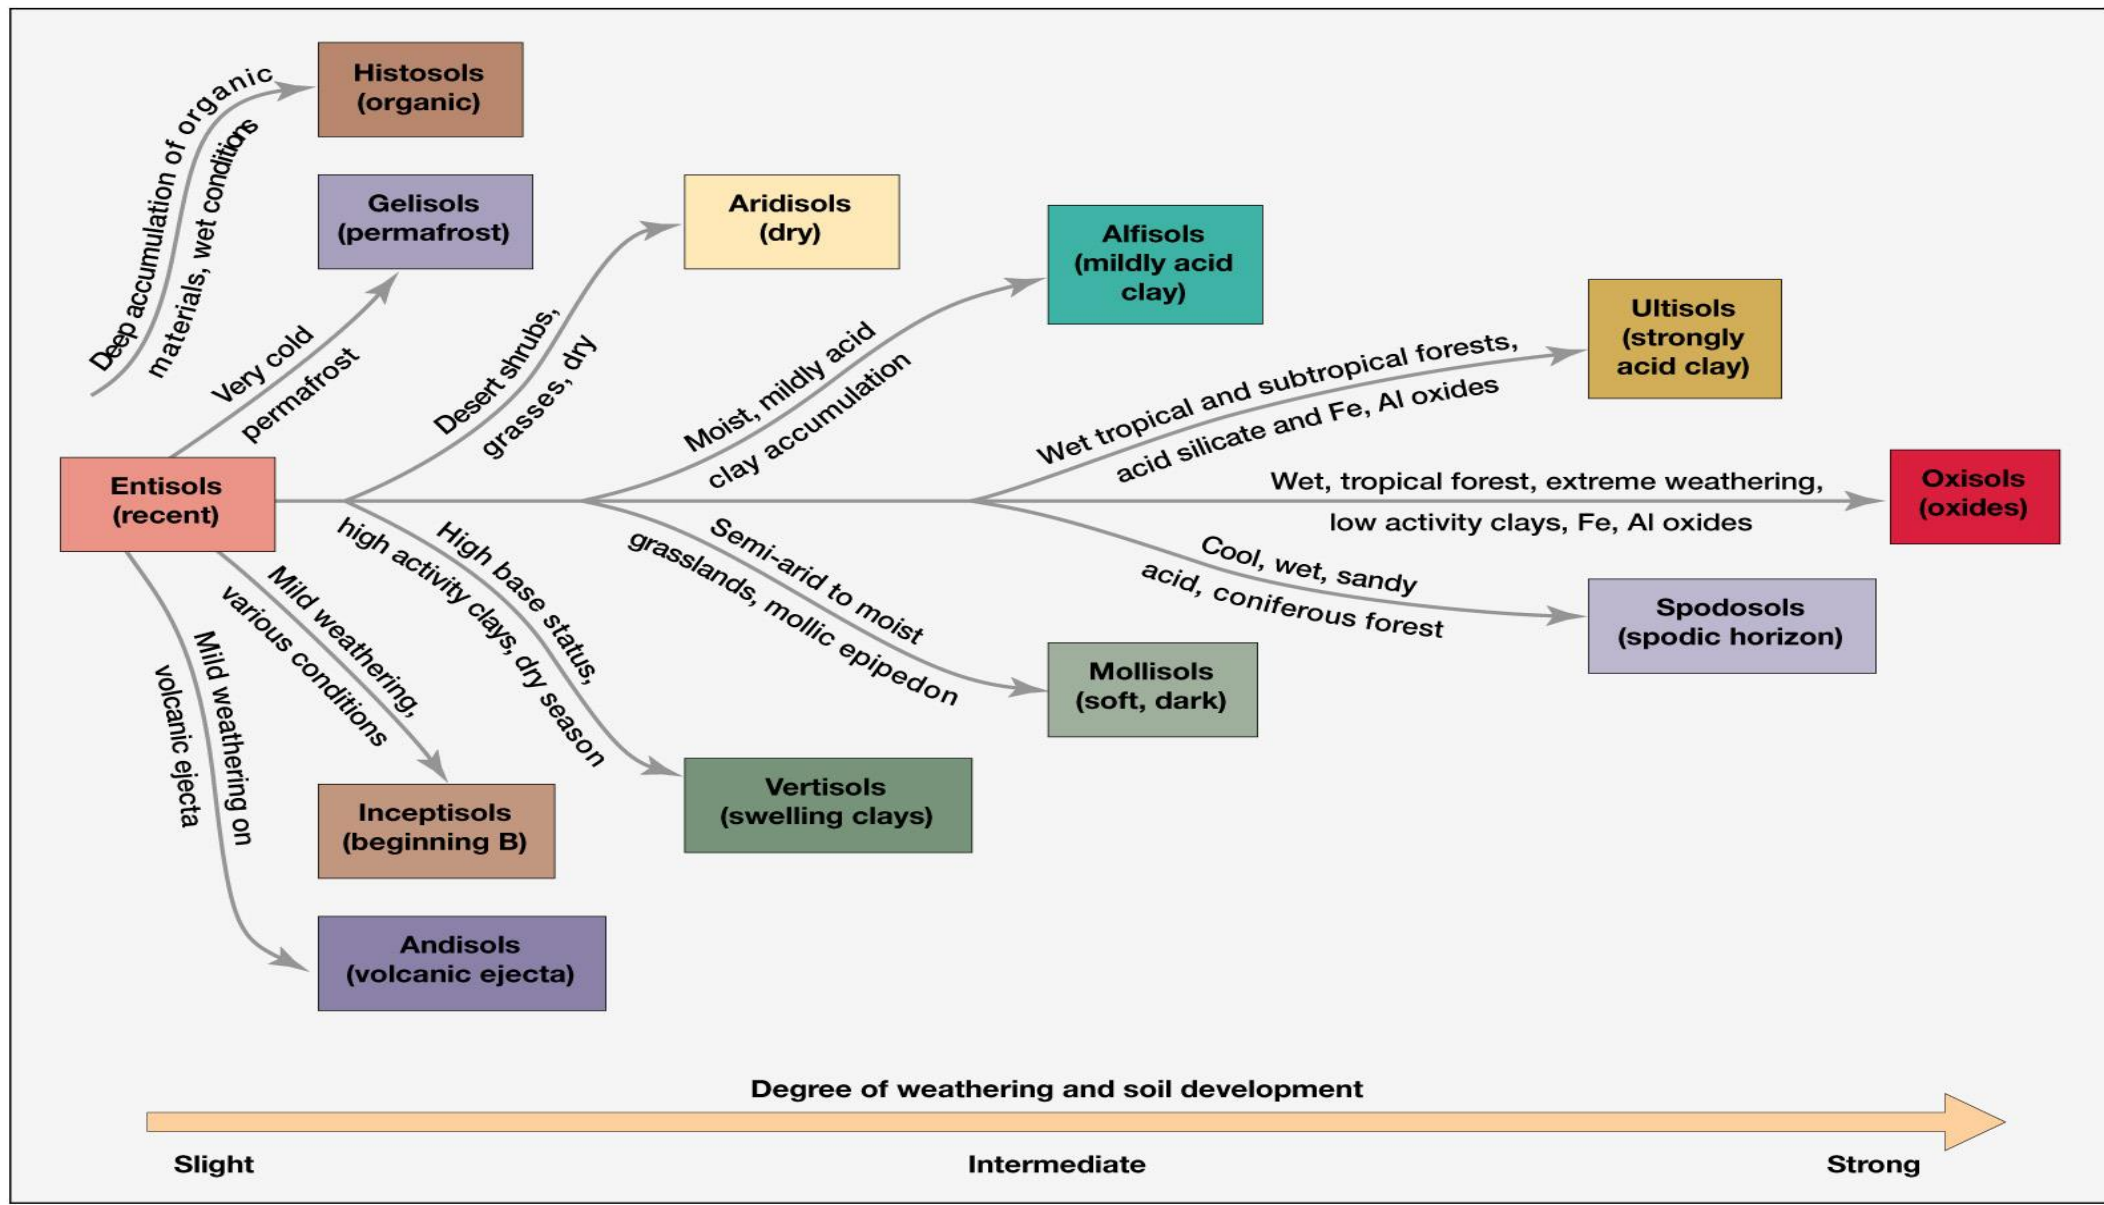 Histosols
(organic)
Deep accumulation of organic
materials, wet conditions
Gelisols
(permafrost)
Very cold
permafrost
Aridisols
(dry)
Desert shrubs,
grasses, dry
Alfisols
(mildly acid
clay)
Moist, mildly acid
clay accumulation
Ultisols
(strongly
acid clay)
Wet tropical and subtropical forests,
acid silicate and Fe, Al oxides
Entisols
(recent)
Oxisols
(oxides)
Wet, tropical forest, extreme weathering,
low activity clays, Fe, Al oxides
Cool, wet, sandy
acid, coniferous forest
Spodosols
(spodic horizon)
Semi-arid to moist
grasslands, mollic epipedon
Mollisols
(soft, dark)
High base status,
high activity clays, dry season
Vertisols
(swelling clays)
Mild weathering,
various conditions
Inceptisols
(beginning B)
Mild weathering on
volcanic ejecta
Andisols
(volcanic ejecta)
Degree of weathering and soil development
Slight
Intermediate
Strong